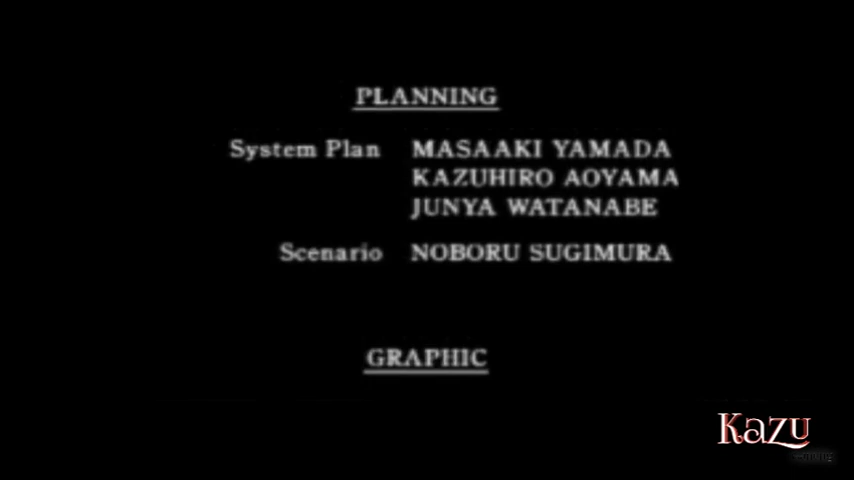 PLANNING
System Plan MASAAKI YAMADA
KAZUHIRO AOYAMA
JUNYA WATANABE
Scenario NOBORU SUGIMURA
GRAPHIC
Kazu